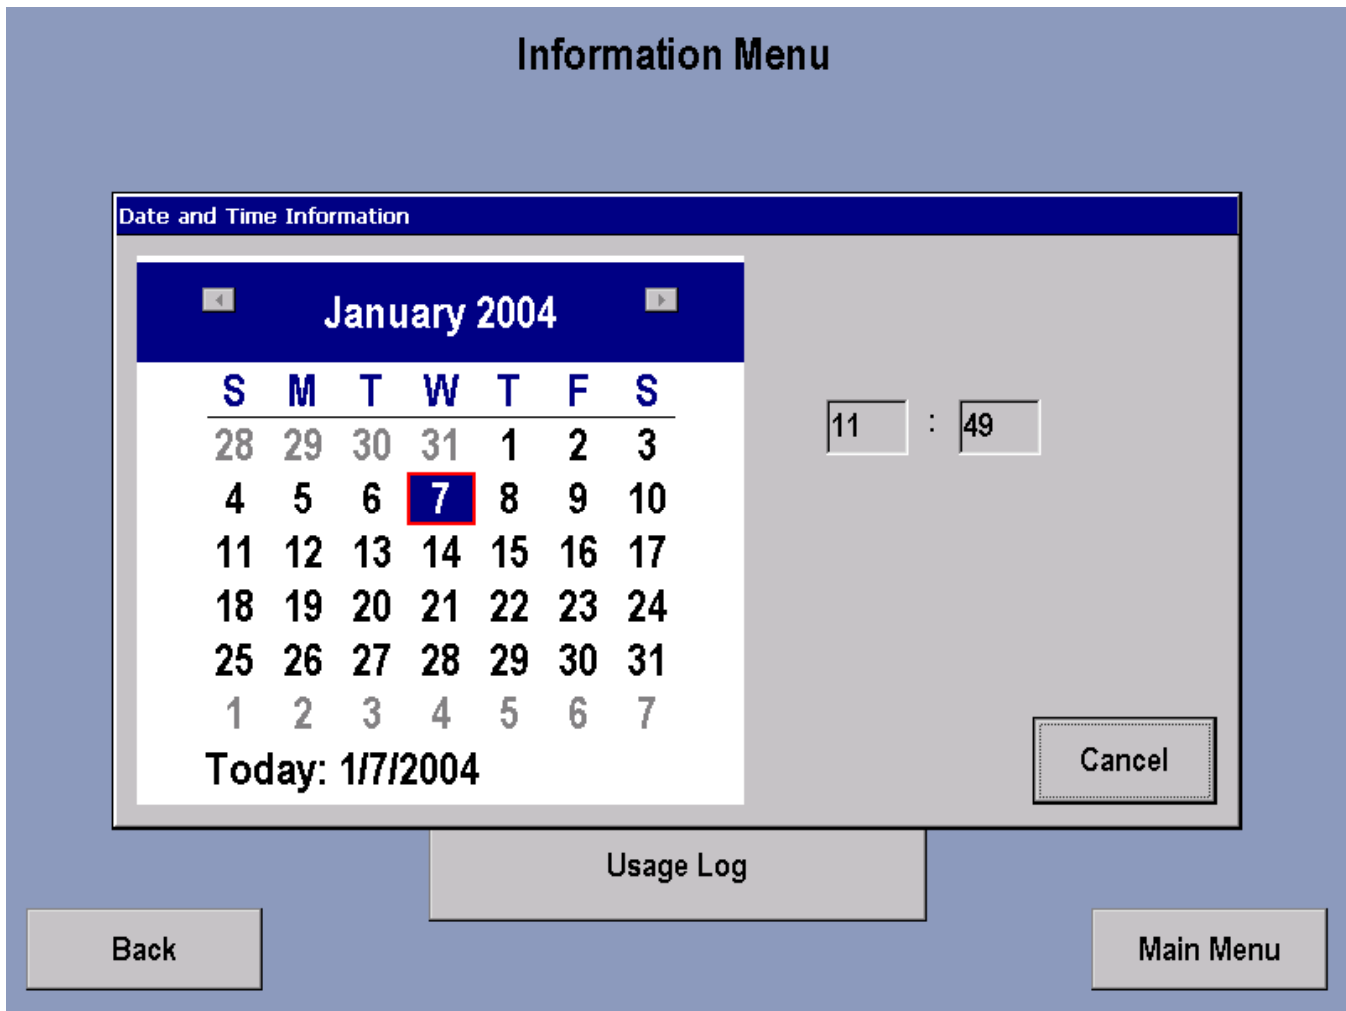 Information Menu
Date and Time Information
January 2004
S M T W T F S
28 29 30 31 1 2 3
4 5 6 7 8 9 10
11 12 13 14 15 16 17
18 19 20 21 22 23 24
25 26 27 28 29 30 31
1 2 3 4 5 6 7
Today: 1/7/2004
11 : 49
Cancel
Usage Log
Back
Main Menu